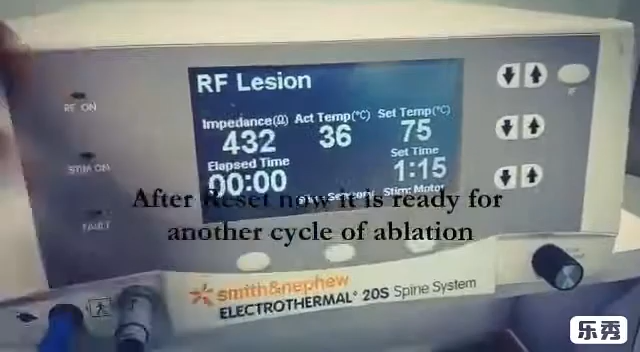 RF Lesion
Impedance(Ω) Act Temp(°C) Set Temp(°C)
432 36 75
Elapsed Time Set Time
00:00 1:15
Stim: Motor
RF ON
STIM ON
FAULT
RF
After Reset now it is ready for
another cycle of ablation
smith&nephew
ELECTROTHERMAL® 20S Spine System
乐秀